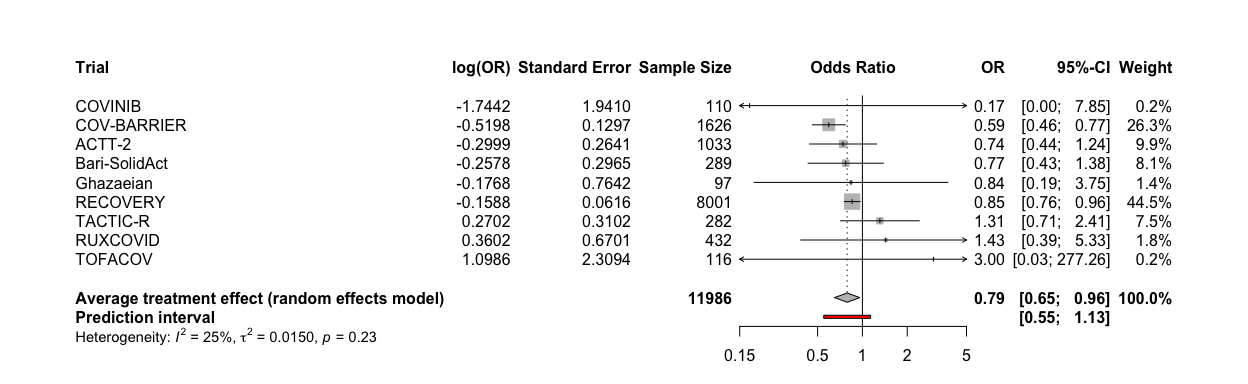 Trial log(OR) Standard Error Sample Size Odds Ratio OR 95%-CI Weight
COVINIB -1.7442 1.9410 110 0.17 [0.00; 7.85] 0.2%
COV-BARRIER -0.5198 0.1297 1626 0.59 [0.46; 0.77] 26.3%
ACTT-2 -0.2999 0.2641 1033 0.74 [0.44; 1.24] 9.9%
Bari-SolidAct -0.2578 0.2965 289 0.77 [0.43; 1.38] 8.1%
Ghazaeian -0.1768 0.7642 97 0.84 [0.19; 3.75] 1.4%
RECOVERY -0.1588 0.0616 8001 0.85 [0.76; 0.96] 44.5%
TACTIC-R 0.2702 0.3102 282 1.31 [0.71; 2.41] 7.5%
RUXCOVID 0.3602 0.6701 432 1.43 [0.39; 5.33] 1.8%
TOFACOV 1.0986 2.3094 116 3.00 [0.03; 277.26] 0.2%
Average treatment effect (random effects model) 11986 0.79 [0.65; 0.96] 100.0%
Prediction interval [0.55; 1.13]
Heterogeneity: I² = 25%, τ² = 0.0150, p = 0.23
0.15 0.5 1 2 5